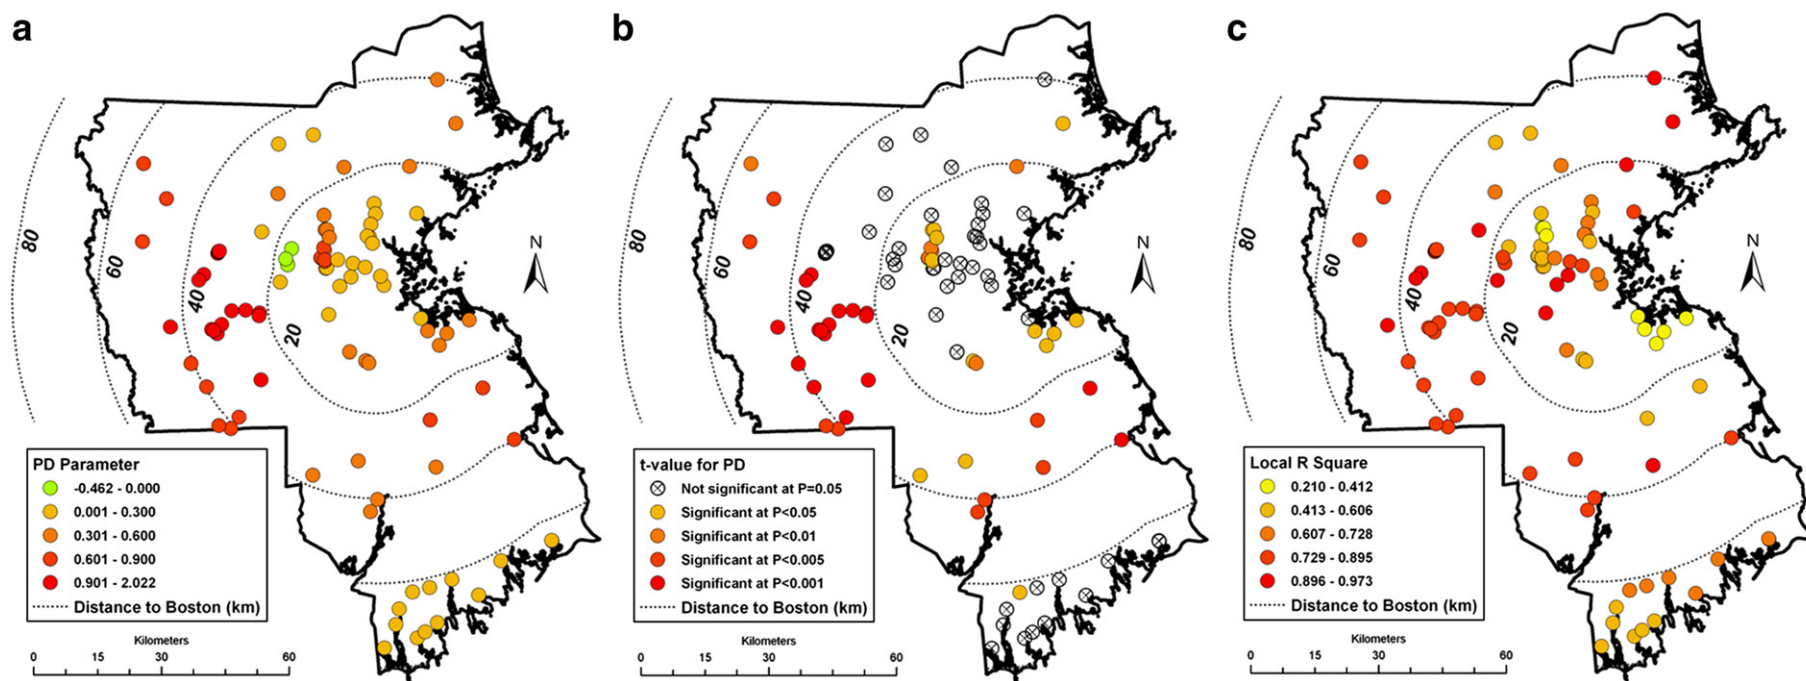 a
N
80
60
40
20
PD Parameter
-0.462 - 0.000
0.001 - 0.300
0.301 - 0.600
0.601 - 0.900
0.901 - 2.022
Distance to Boston (km)
Kilometers
0 15 30 60
b
N
80
60
40
20
t-value for PD
Not significant at P=0.05
Significant at P<0.05
Significant at P<0.01
Significant at P<0.005
Significant at P<0.001
Distance to Boston (km)
Kilometers
0 15 30 60
c
N
80
60
40
20
Local R Square
0.210 - 0.412
0.413 - 0.606
0.607 - 0.728
0.729 - 0.895
0.896 - 0.973
Distance to Boston (km)
Kilometers
0 15 30 60